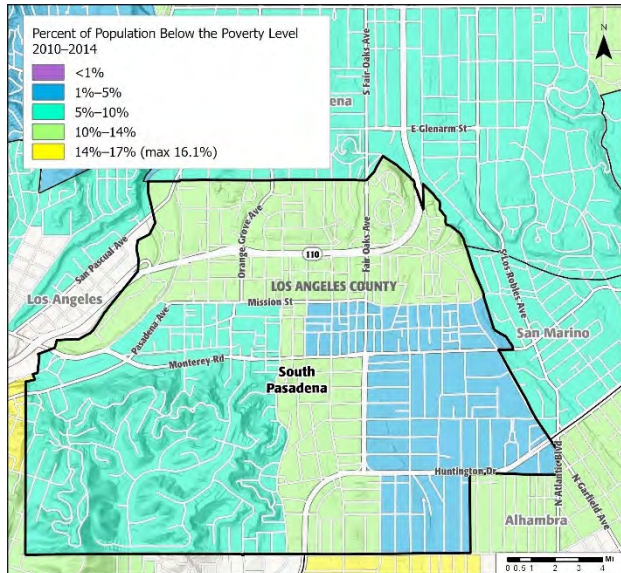 Percent of Population Below the Poverty Level
2010–2014
<1%
1%–5%
5%–10%
10%–14%
14%–17% (max 16.1%)
N
S Fair Oaks Ave
ena
E Glenarm St
San Pascual Ave
Orange Grove Ave
110
Fair Oaks Ave
S Los Robles Ave
Los Angeles
LOS ANGELES COUNTY
Mission St
San Marino
Pasadena Ave
Monterey Rd
South
Pasadena
Huntington Dr
N Atlantic Blvd
N Garfield Ave
Alhambra
Mi